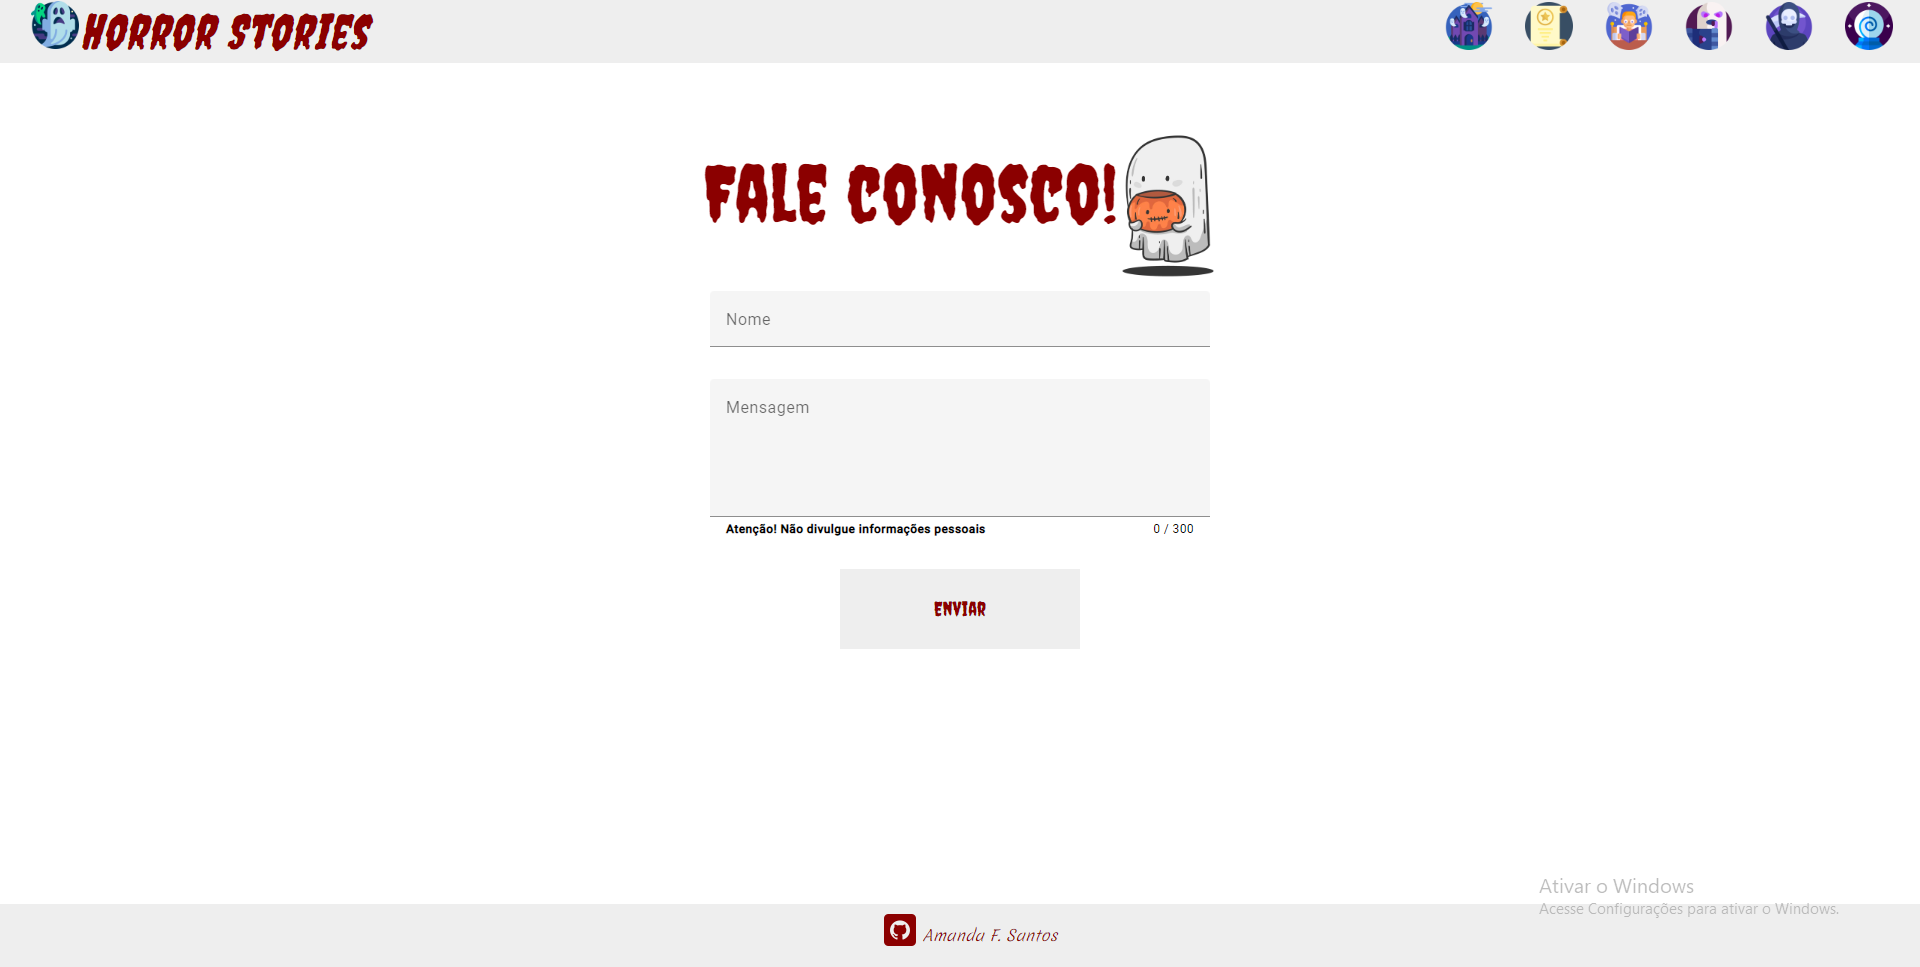 HORROR STORIES
FALE CONOSCO!
Nome
Mensagem
Atenção! Não divulgue informações pessoais
0 / 300
ENVIAR
Ativar o Windows
Acesse Configurações para ativar o Windows.
Amanda F. Santos